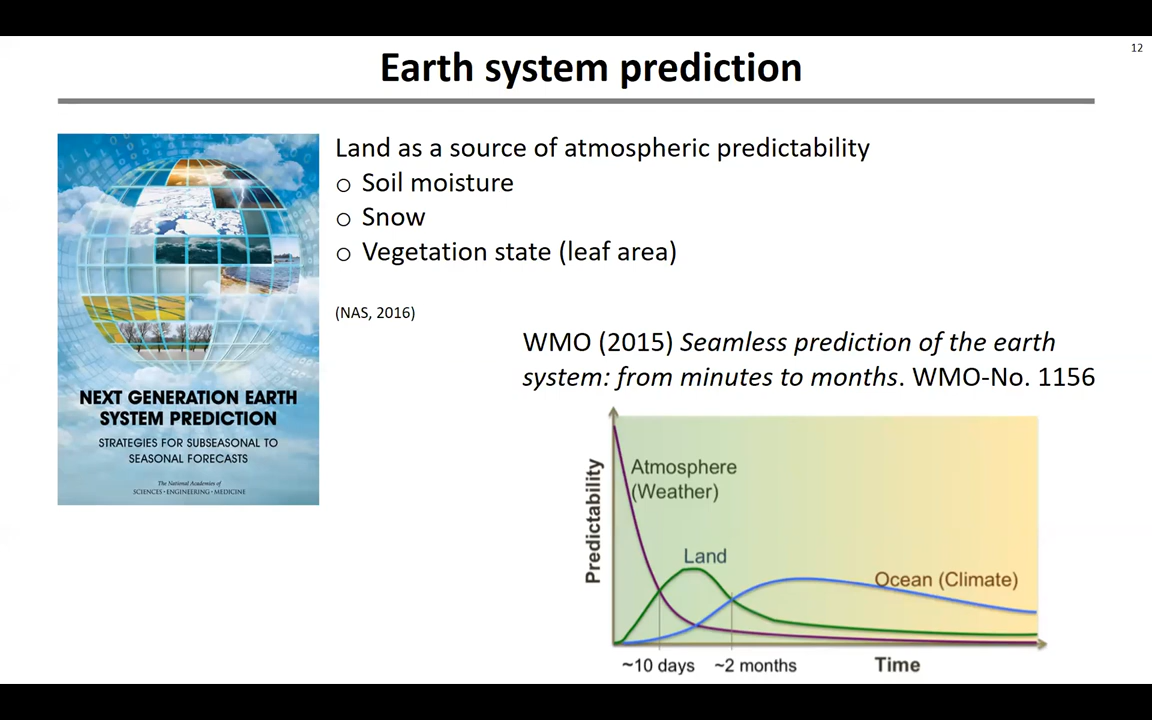 12
Earth system prediction
Land as a source of atmospheric predictability
○ Soil moisture
○ Snow
○ Vegetation state (leaf area)
(NAS, 2016)
NEXT GENERATION EARTH
SYSTEM PREDICTION
STRATEGIES FOR SUBSEASONAL TO
SEASONAL FORECASTS
The National Academies of
SCIENCES • ENGINEERING • MEDICINE
WMO (2015) Seamless prediction of the earth
system: from minutes to months. WMO-No. 1156
Predictability
Atmosphere
(Weather)
Land
Ocean (Climate)
~10 days
~2 months
Time